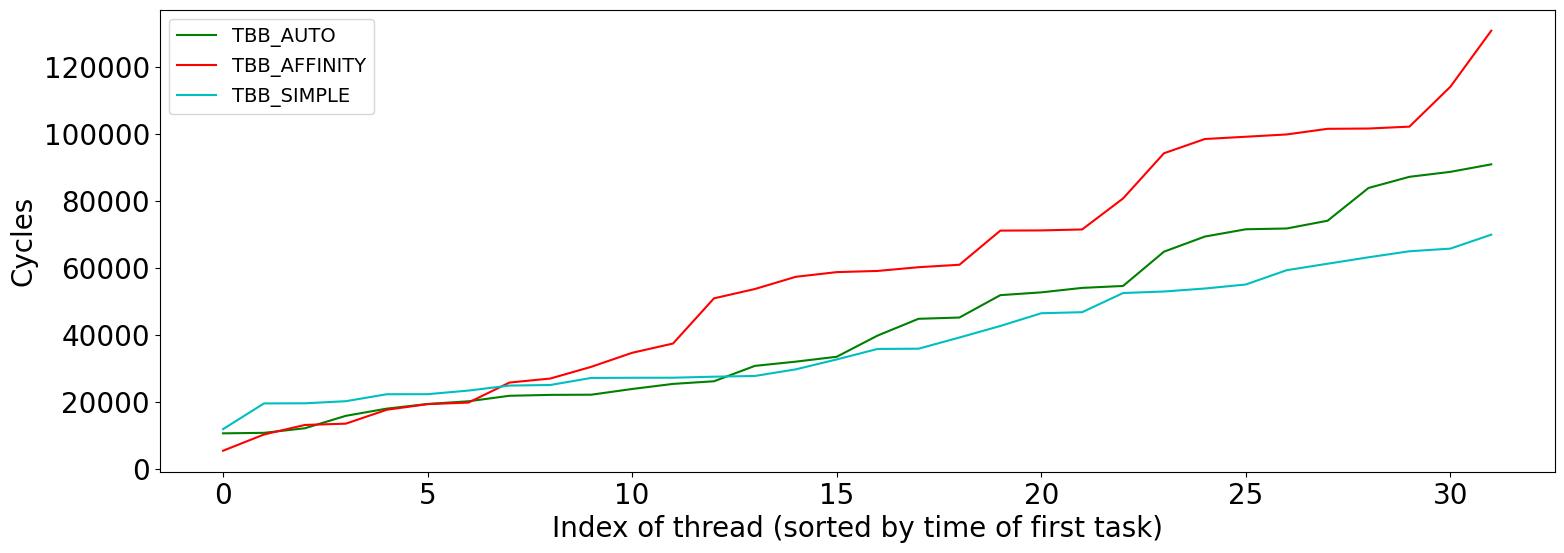 TBB_AUTO
TBB_AFFINITY
TBB_SIMPLE
120000
100000
80000
60000
40000
20000
0
Cycles
0 5 10 15 20 25 30
Index of thread (sorted by time of first task)